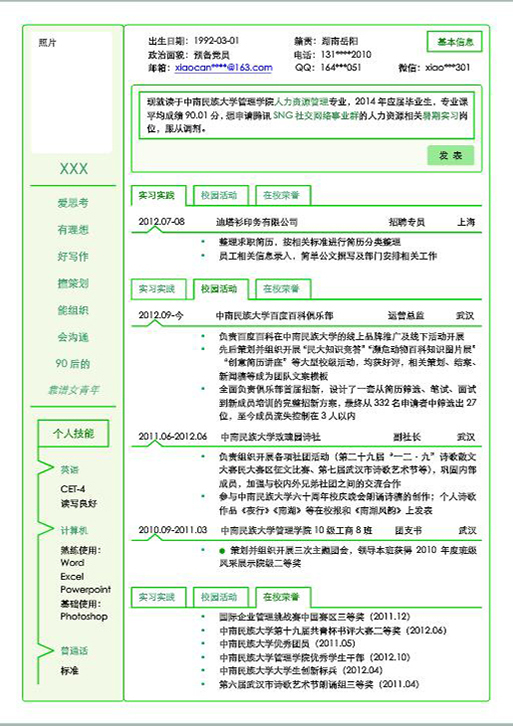 照片
XXX
爱思考
有理想
好写作
擅策划
能组织
会沟通
90 后的
靠谱女青年
个人技能
英语
CET-4
读写良好
计算机
熟练使用：
Word
Excel
Powerpoint
基础使用：
Photoshop
普通话
标准
出生日期：1992-03-01 籍贯：湖南岳阳 基本信息
政治面貌：预备党员 电话：131****2010
邮箱：xiaocan****@163.com QQ：164***051 微信：xiao***301
现就读于中南民族大学管理学院人力资源管理专业，2014 年应届毕业生，专业课
平均成绩 90.01 分，想申请腾讯 SNG 社交网络事业群的人力资源相关暑期实习岗
位，服从调剂。
发 表
实习实践 校园活动 在校荣誉
2012.07-08 迪塔衫印务有限公司 招聘专员 上海
• 整理求职简历，按相关标准进行简历分类整理
• 员工相关信息录入，简单公文撰写及部门安排相关工作
实习实践 校园活动 在校荣誉
2012.09-今 中南民族大学百度百科俱乐部 运营总监 武汉
• 负责百度百科在中南民族大学的线上品牌推广及线下活动开展
• 先后策划并组织开展“民大知识竞答”“濒危动物百科知识图片展”
“创意简历讲座”等大型校级活动，均获好评，相关策划、结案、
新闻稿等成为团队文案模板
• 全面负责俱乐部首届招新，设计了一套从简历筛选、笔试、面试
到新成员培训的完整招新方案，最终从 332 名申请者中筛选出 27
位，至今成员流失控制在 3 人以内
2011.06-2012.06 中南民族大学玫瑰园诗社 副社长 武汉
• 负责组织开展各项社团活动（第二十九届“一二·九”诗歌散文
大赛民大赛区征文比赛、第七届武汉市诗歌艺术节等），巩固内部
成员，加强与校内外兄弟社团之间的交流合作
• 参与中南民族大学六十周年校庆晚会朗诵诗稿的创作；个人诗歌
作品《夜行》《南湖》等在校报和《南湖风韵》上发表
2010.09-2011.03 中南民族大学管理学院 10 级工商 8 班 团支书 武汉
• ● 策划并组织开展三次主题团会，领导本班获得 2010 年度班级
风采展示院级二等奖
实习实践 校园活动 在校荣誉
• 国际企业管理挑战赛中国赛区三等奖（2011.12）
• 中南民族大学第十九届共青杯书评大赛二等奖（2012.06）
• 中南民族大学优秀团员（2011.05）
• 中南民族大学管理学院优秀学生干部（2012.10）
• 中南民族大学大学生创新标兵（2012.04）
• 第六届武汉市诗歌艺术节朗诵组三等奖（2011.04）